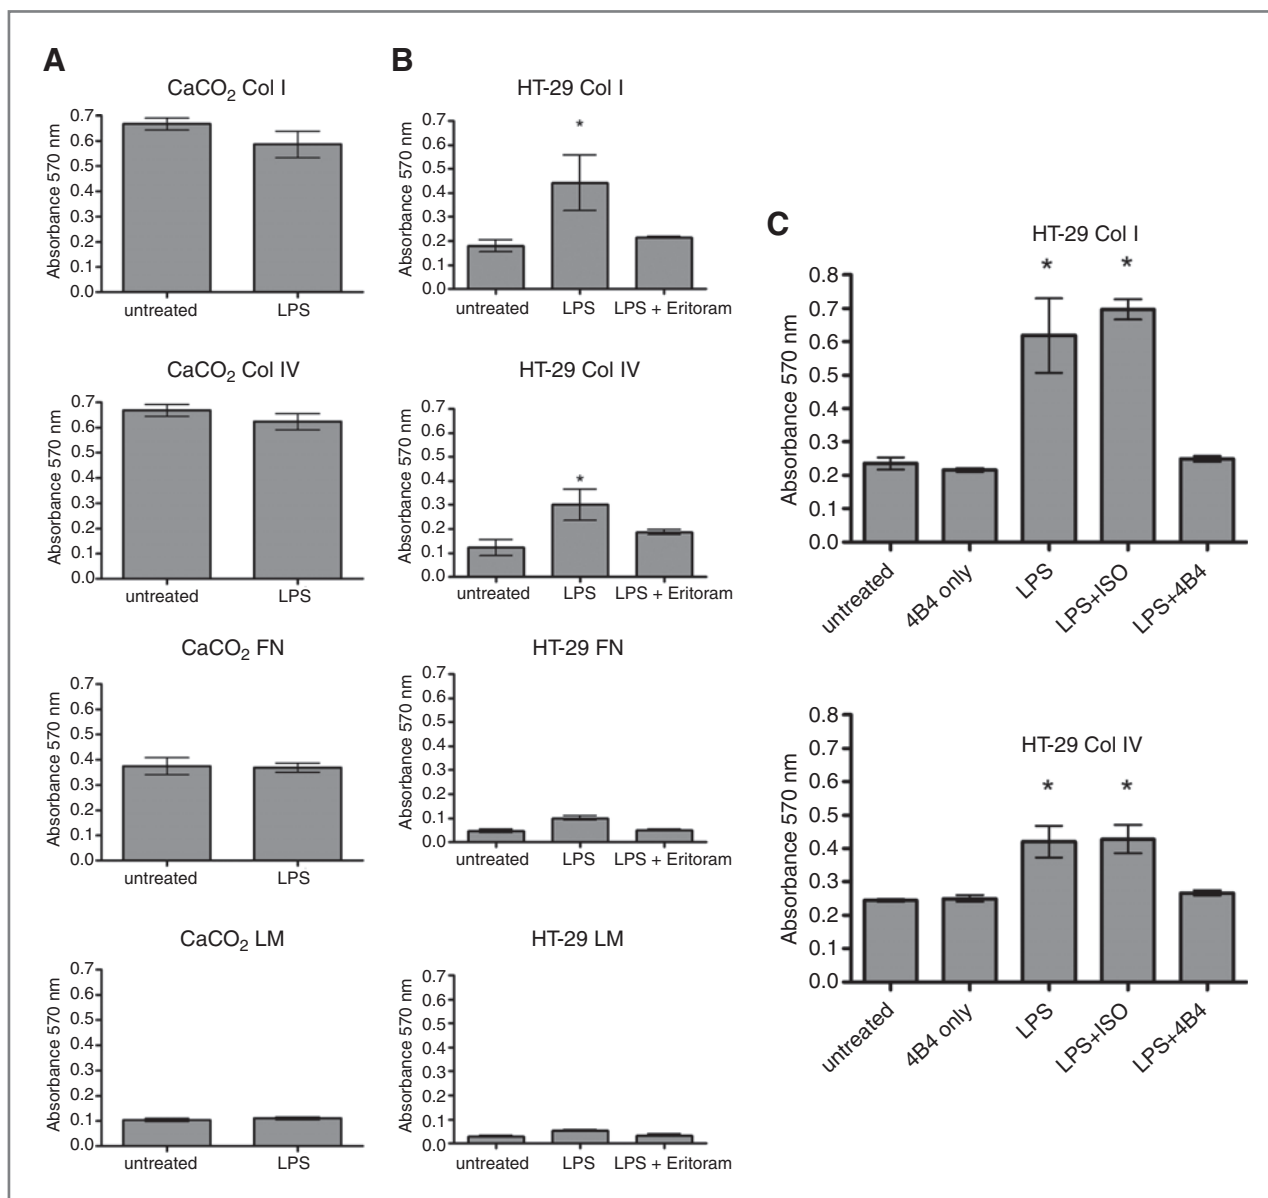 A
CaCO2 Col I
Absorbance 570 nm
0.7
0.6
0.5
0.4
0.3
0.2
0.1
0.0
untreated LPS
CaCO2 Col IV
Absorbance 570 nm
0.7
0.6
0.5
0.4
0.3
0.2
0.1
0.0
untreated LPS
CaCO2 FN
Absorbance 570 nm
0.7
0.6
0.5
0.4
0.3
0.2
0.1
0.0
untreated LPS
CaCO2 LM
Absorbance 570 nm
0.7
0.6
0.5
0.4
0.3
0.2
0.1
0.0
untreated LPS
B
HT-29 Col I
Absorbance 570 nm
0.7
0.6
0.5
0.4
0.3
0.2
0.1
0.0
*
untreated LPS LPS + Eritoram
HT-29 Col IV
Absorbance 570 nm
0.7
0.6
0.5
0.4
0.3
0.2
0.1
0.0
*
untreated LPS LPS + Eritoram
HT-29 FN
Absorbance 570 nm
0.7
0.6
0.5
0.4
0.3
0.2
0.1
0.0
untreated LPS LPS + Eritoram
HT-29 LM
Absorbance 570 nm
0.7
0.6
0.5
0.4
0.3
0.2
0.1
0.0
untreated LPS LPS + Eritoram
C
HT-29 Col I
Absorbance 570 nm
0.8
0.7
0.6
0.5
0.4
0.3
0.2
0.1
0.0
* *
untreated 4B4 only LPS LPS+ISO LPS+4B4
HT-29 Col IV
Absorbance 570 nm
0.8
0.7
0.6
0.5
0.4
0.3
0.2
0.1
0.0
* *
untreated 4B4 only LPS LPS+ISO LPS+4B4